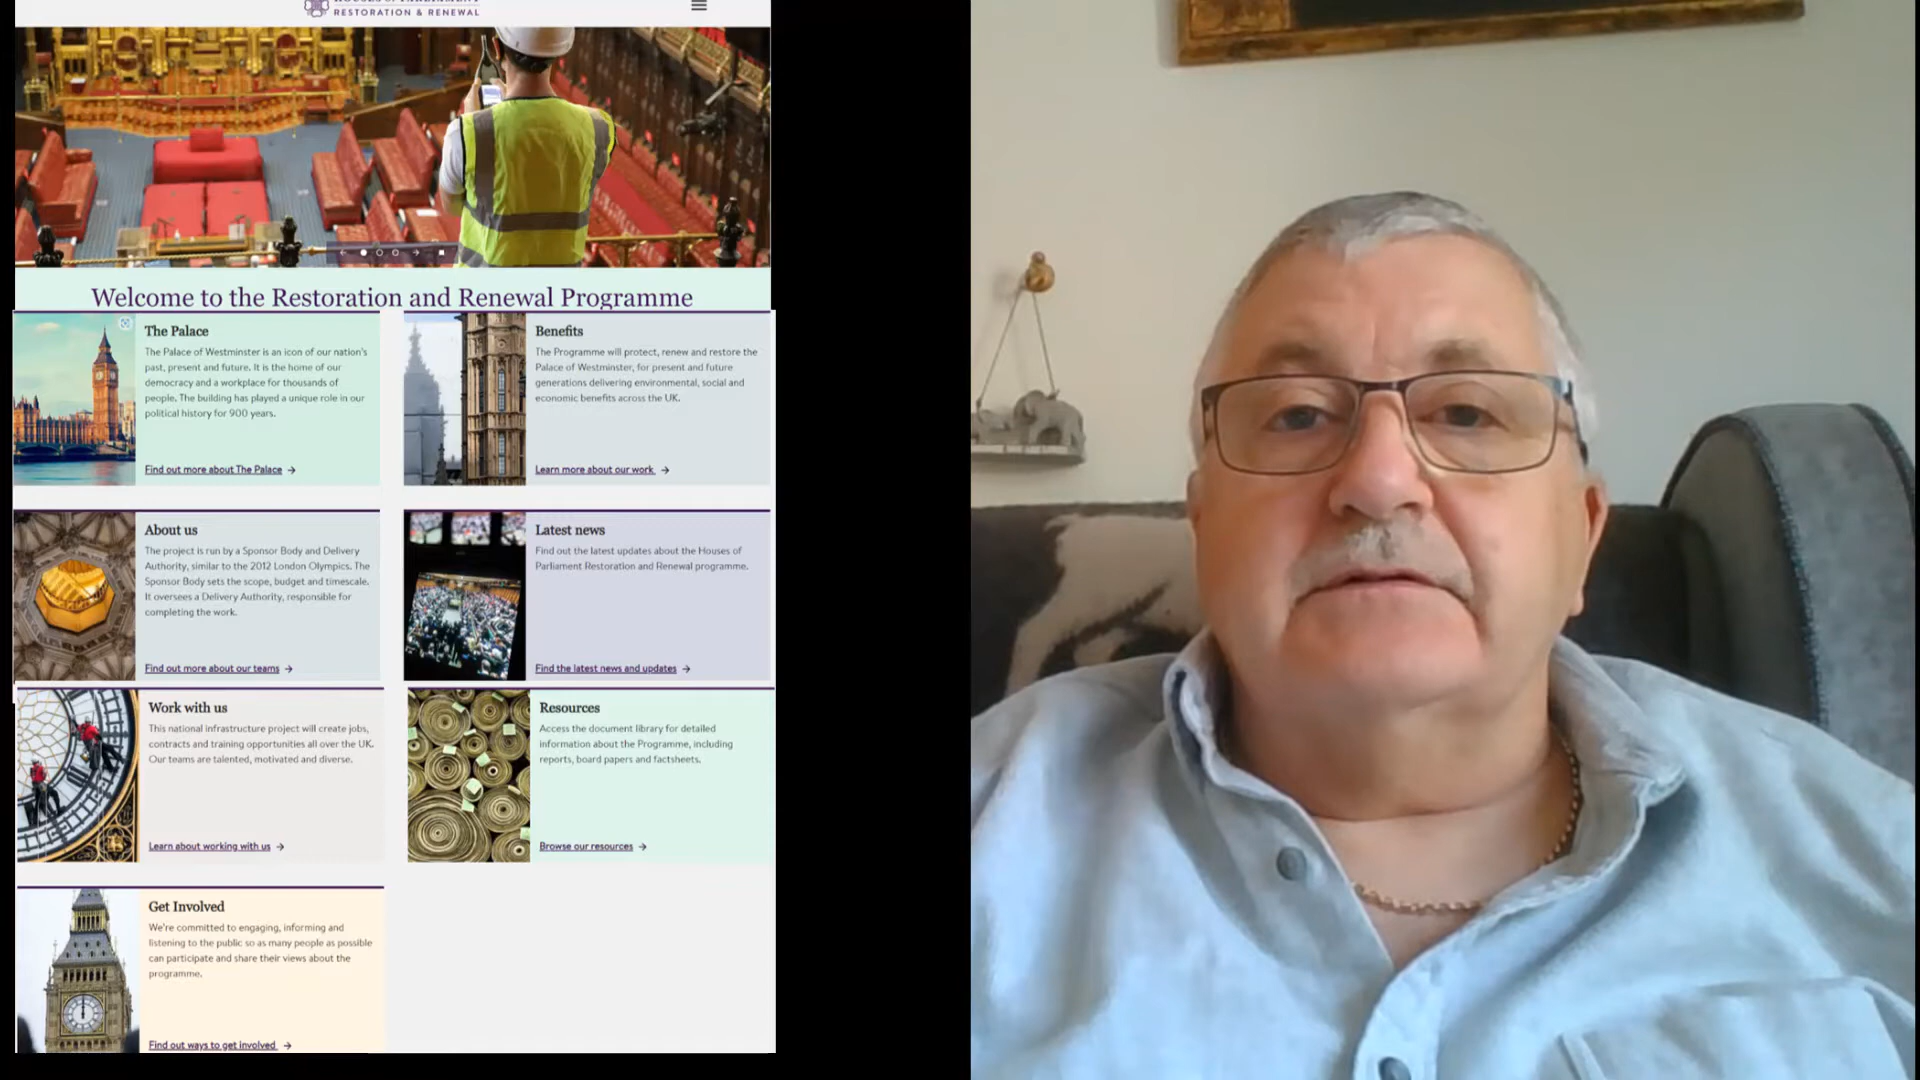 HOUSES OF PARLIAMENT
RESTORATION & RENEWAL
Welcome to the Restoration and Renewal Programme
The Palace
The Palace of Westminster is an icon of our nation's
past, present and future. It is the home of our
democracy and a workplace for thousands of
people. The building has played a unique role in our
political history for 900 years.
Find out more about The Palace →
Benefits
The Programme will protect, renew and restore the
Palace of Westminster, for present and future
generations delivering environmental, social and
economic benefits across the UK.
Learn more about our work →
About us
The project is run by a Sponsor Body and Delivery
Authority, similar to the 2012 London Olympics. The
Sponsor Body sets the scope, budget and timescale.
It oversees a Delivery Authority, responsible for
completing the work.
Find out more about our teams →
Latest news
Find out the latest updates about the Houses of
Parliament Restoration and Renewal programme.
Find the latest news and updates →
Work with us
This national infrastructure project will create jobs,
contracts and training opportunities all over the UK.
Our teams are talented, motivated and diverse.
Learn about working with us →
Resources
Access the document library for detailed
information about the Programme, including
reports, board papers and factsheets.
Browse our resources →
Get Involved
We're committed to engaging, informing and
listening to the public so as many people as possible
can participate and share their views about the
programme.
Find out ways to get involved →